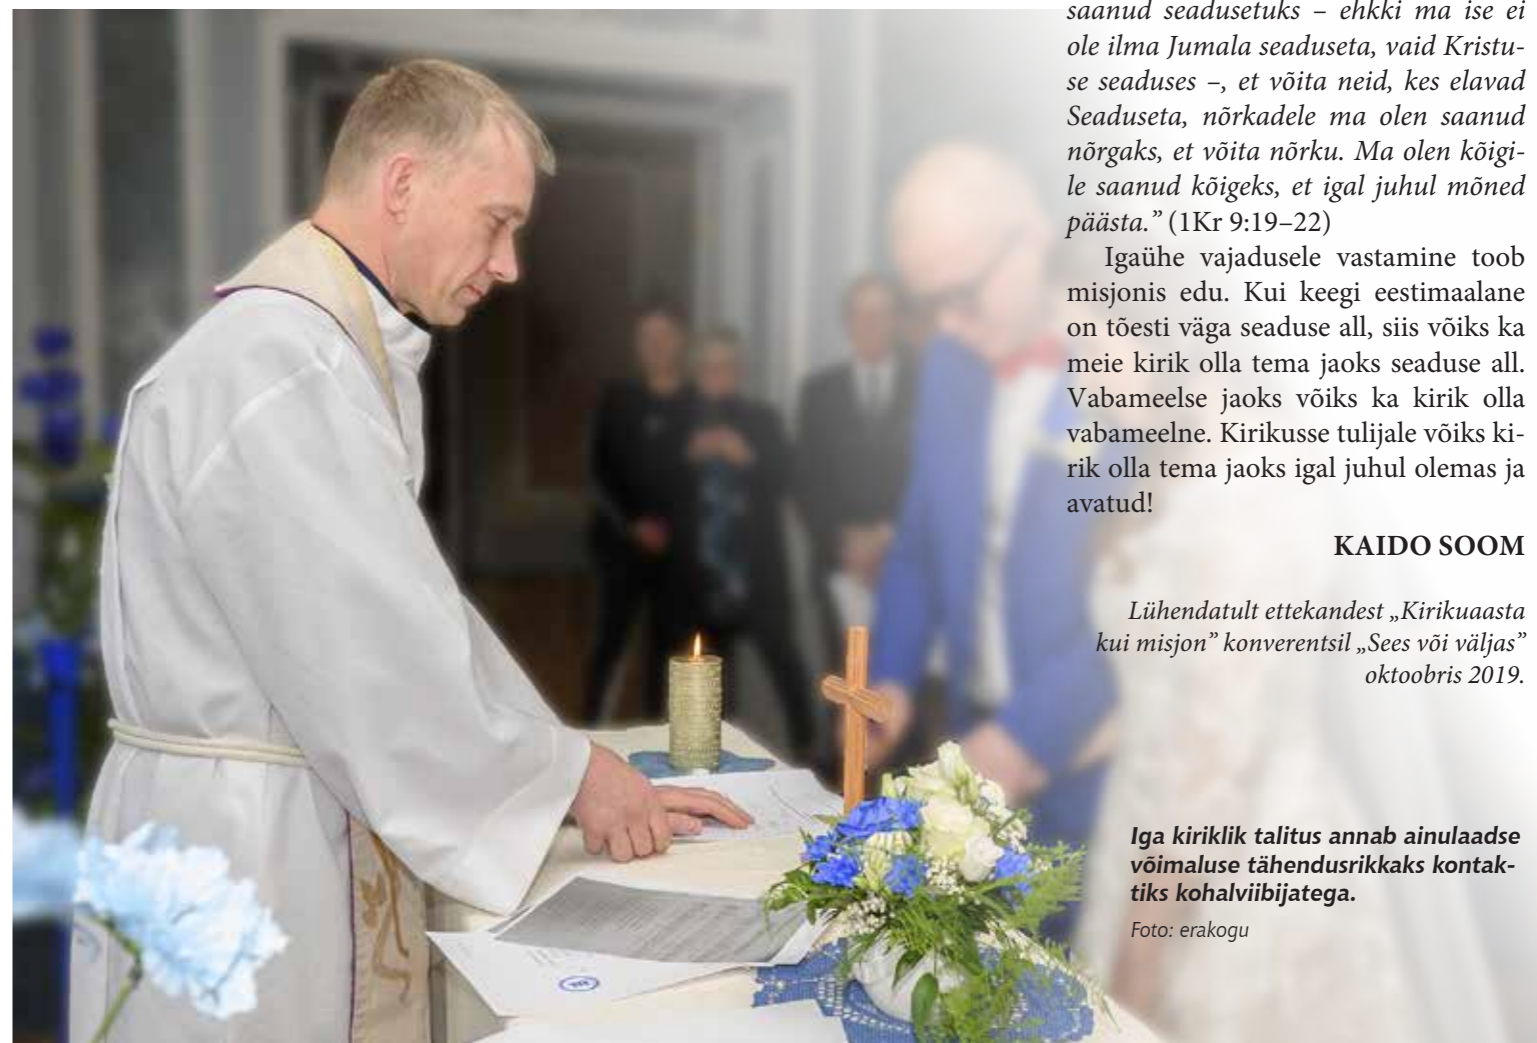 saanud seadusetuks – ehkki ma ise ei
ole ilma Jumala seaduseta, vaid Kristu-
se seaduses –, et võita neid, kes elavad
Seaduseta, nõrkadele ma olen saanud
nõrgaks, et võita nõrku. Ma olen kõigi-
le saanud kõigeks, et igal juhul mõned
päästa.” (1Kr 9:19–22)
Igaühe vajadusele vastamine toob
misjonis edu. Kui keegi eestimaalane
on tõesti väga seaduse all, siis võiks ka
meie kirik olla tema jaoks seaduse all.
Vabameelse jaoks võiks ka kirik olla
vabameelne. Kirikusse tulijale võiks ki-
rik olla tema jaoks igal juhul olemas ja
avatud!
KAIDO SOOM
Lühendatult ettekandest „Kirikuaasta
kui misjon” konverentsil „Sees või väljas”
oktoobris 2019.
Iga kiriklik talitus annab ainulaadse
võimaluse tähendusrikkaks kontak-
tiks kohalviibijatega.
Foto: erakogu